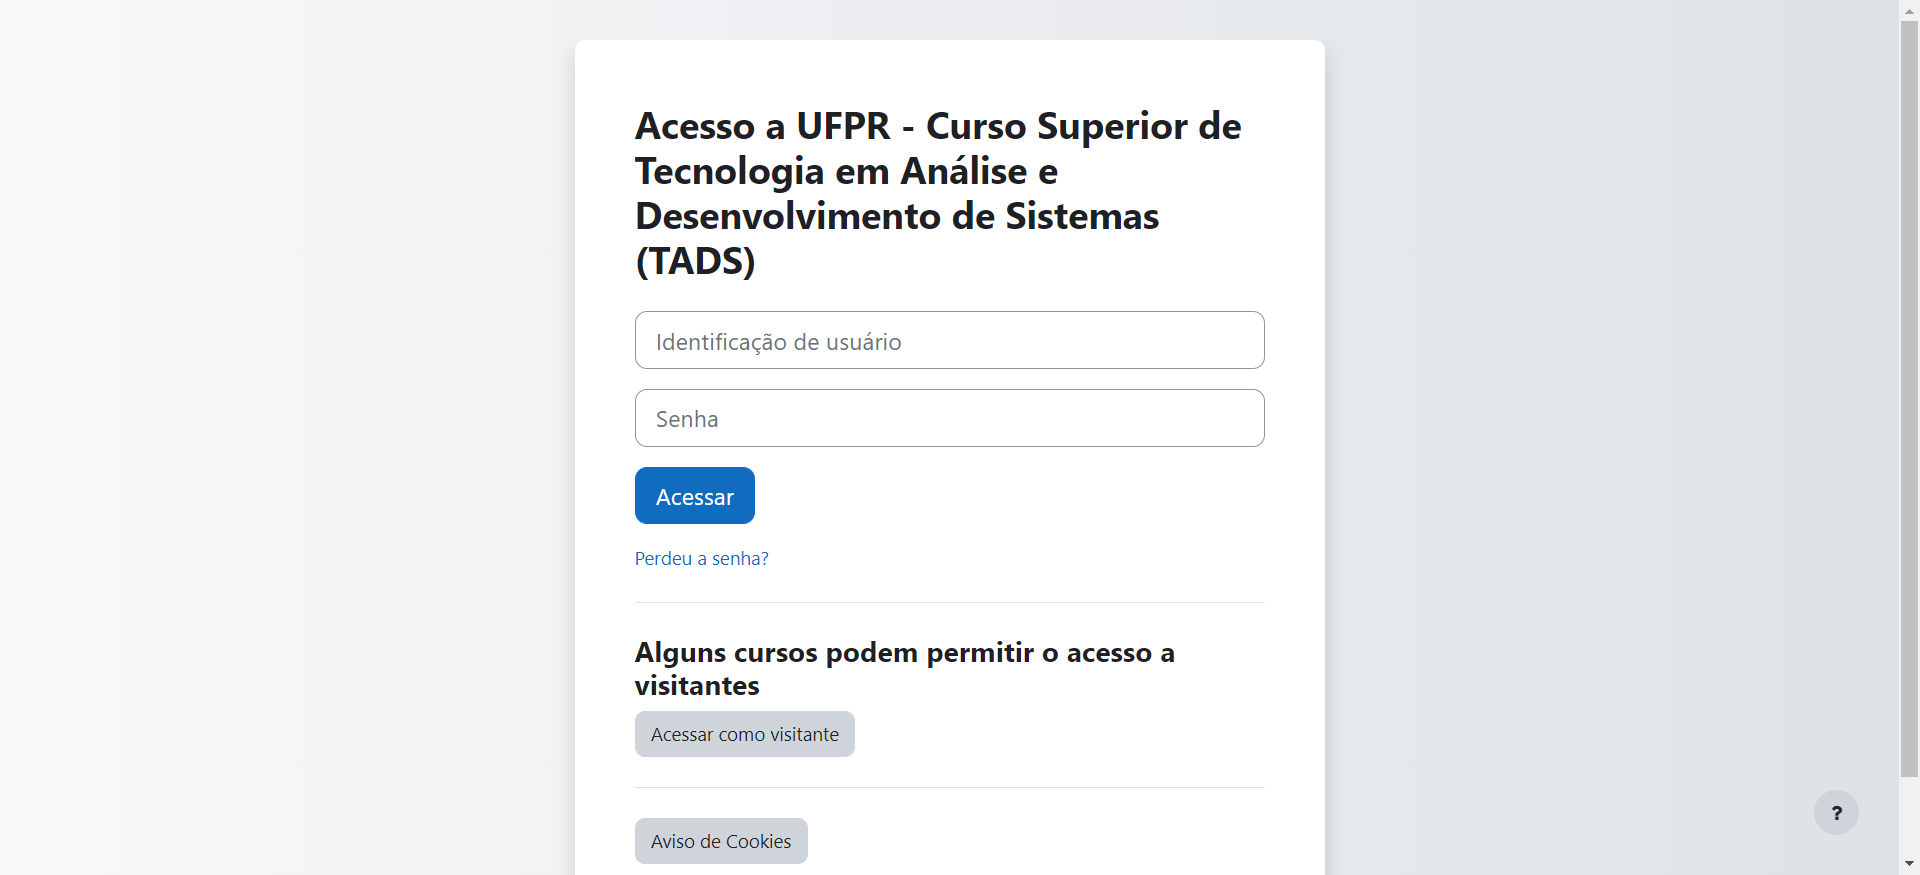 Acesso a UFPR - Curso Superior de
Tecnologia em Análise e
Desenvolvimento de Sistemas
(TADS)
Identificação de usuário
Senha
Acessar
Perdeu a senha?
Alguns cursos podem permitir o acesso a
visitantes
Acessar como visitante
Aviso de Cookies
?